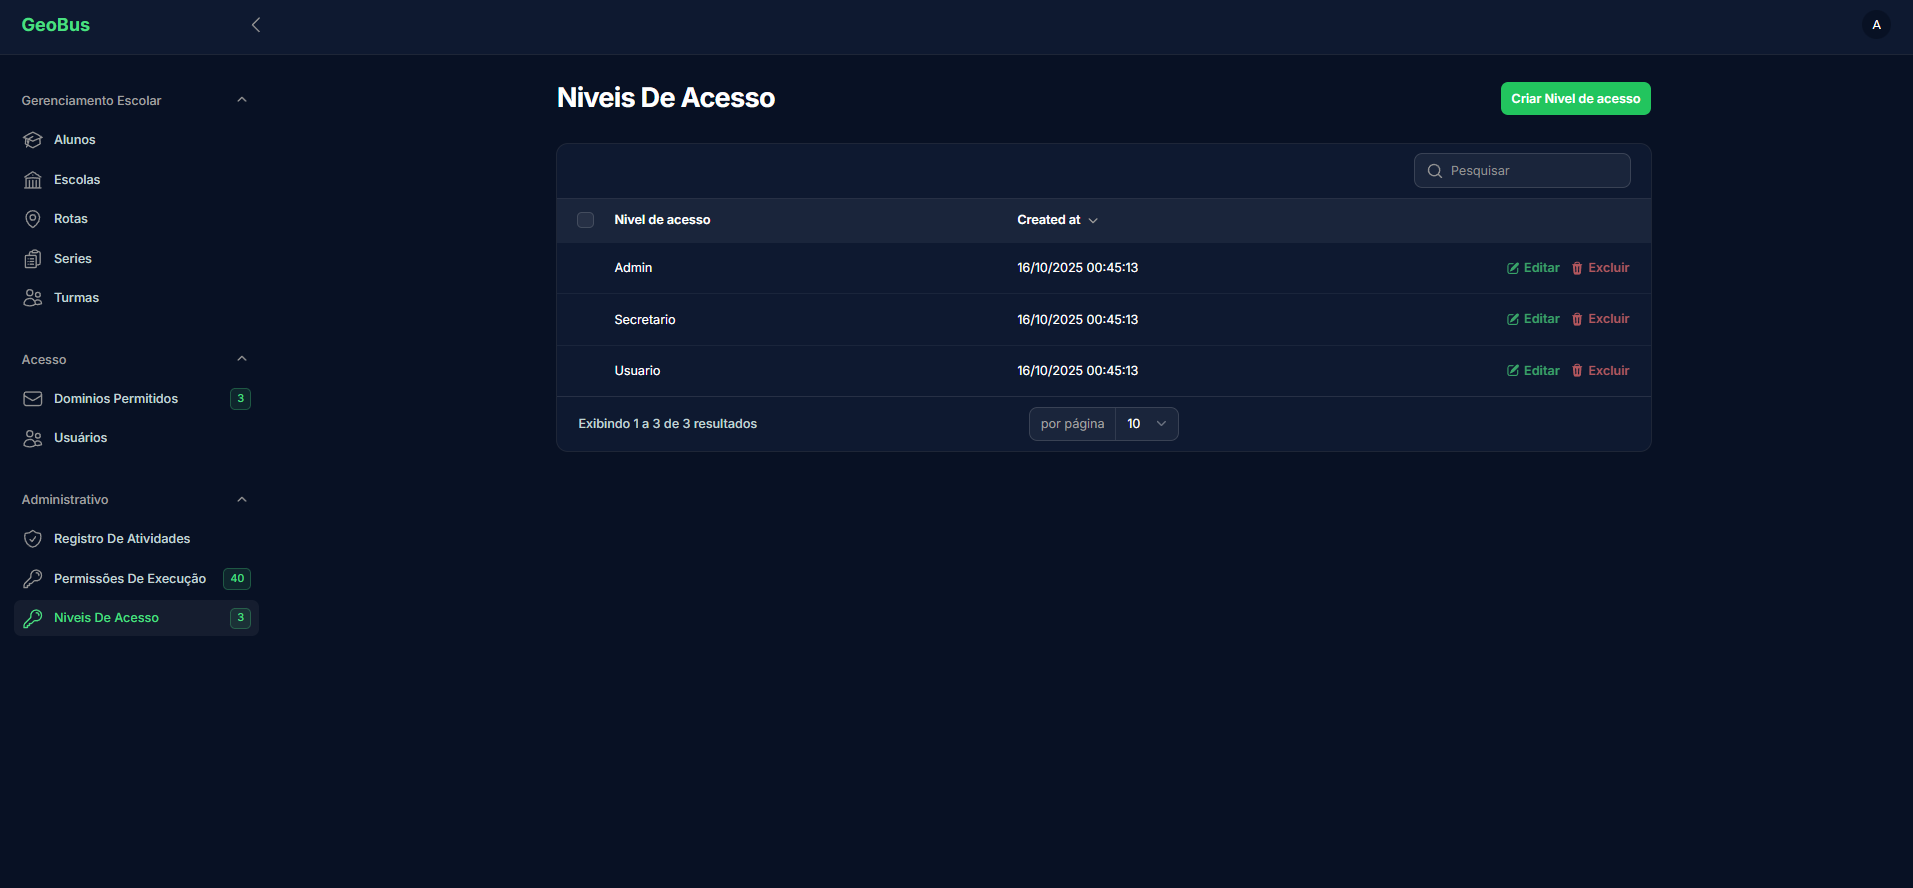 GeoBus
A
Gerenciamento Escolar
Alunos
Escolas
Rotas
Series
Turmas
Acesso
Dominios Permitidos 3
Usuários
Administrativo
Registro De Atividades
Permissões De Execução 40
Niveis De Acesso 3
Niveis De Acesso
Criar Nivel de acesso
Pesquisar
Nivel de acesso Created at
Admin 16/10/2025 00:45:13 Editar Excluir
Secretario 16/10/2025 00:45:13 Editar Excluir
Usuario 16/10/2025 00:45:13 Editar Excluir
Exibindo 1 a 3 de 3 resultados por página 10